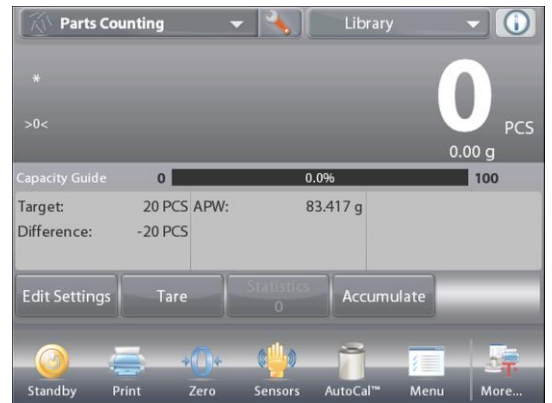 Parts Counting Library
*
0 PCS
>0<
0.00 g
Capacity Guide 0 0.0% 100
Target: 20 PCS APW: 83.417 g
Difference: -20 PCS
Edit Settings Tare Statistics 0 Accumulate
Standby Print Zero Sensors AutoCal™ Menu More...